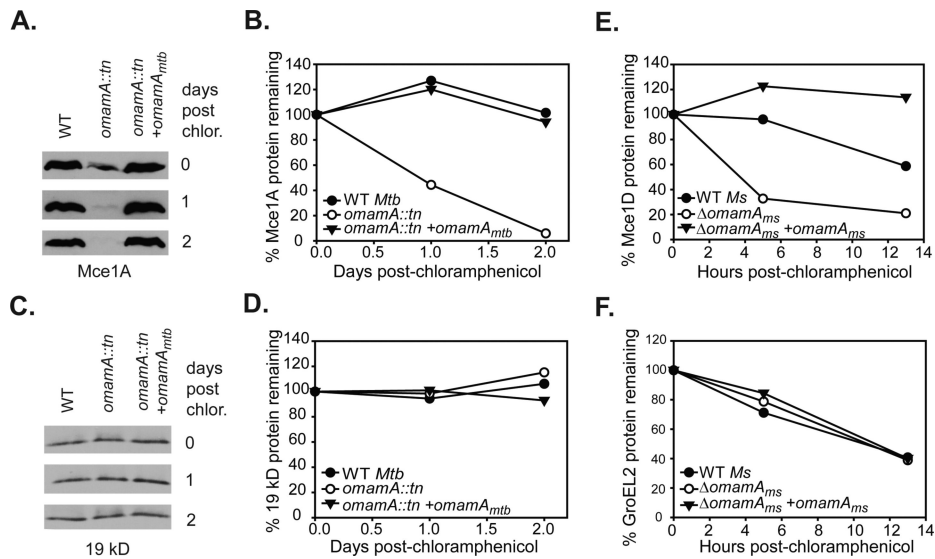 A.
WT
omamA::tn
omamA::tn
+omamAmtb
days
post
chlor.
0
1
2
Mce1A
B.
% Mce1A protein remaining
140
120
100
80
60
40
20
0
WT Mtb
omamA::tn
omamA::tn +omamAmtb
0.0 0.5 1.0 1.5 2.0
Days post-chloramphenicol
E.
% Mce1D protein remaining
140
120
100
80
60
40
20
0
WT Ms
ΔomamAms
ΔomamAms +omamAms
0 2 4 6 8 10 12 14
Hours post-chloramphenicol
C.
WT
omamA::tn
omamA::tn
+omamAmtb
days
post
chlor.
0
1
2
19 kD
D.
% 19 kD protein remaining
140
120
100
80
60
40
20
0
WT Mtb
omamA::tn
omamA::tn +omamAmtb
0.0 0.5 1.0 1.5 2.0
Days post-chloramphenicol
F.
% GroEL2 protein remaining
120
100
80
60
40
20
0
WT Ms
ΔomamAms
ΔomamAms +omamAms
0 2 4 6 8 10 12 14
Hours post-chloramphenicol